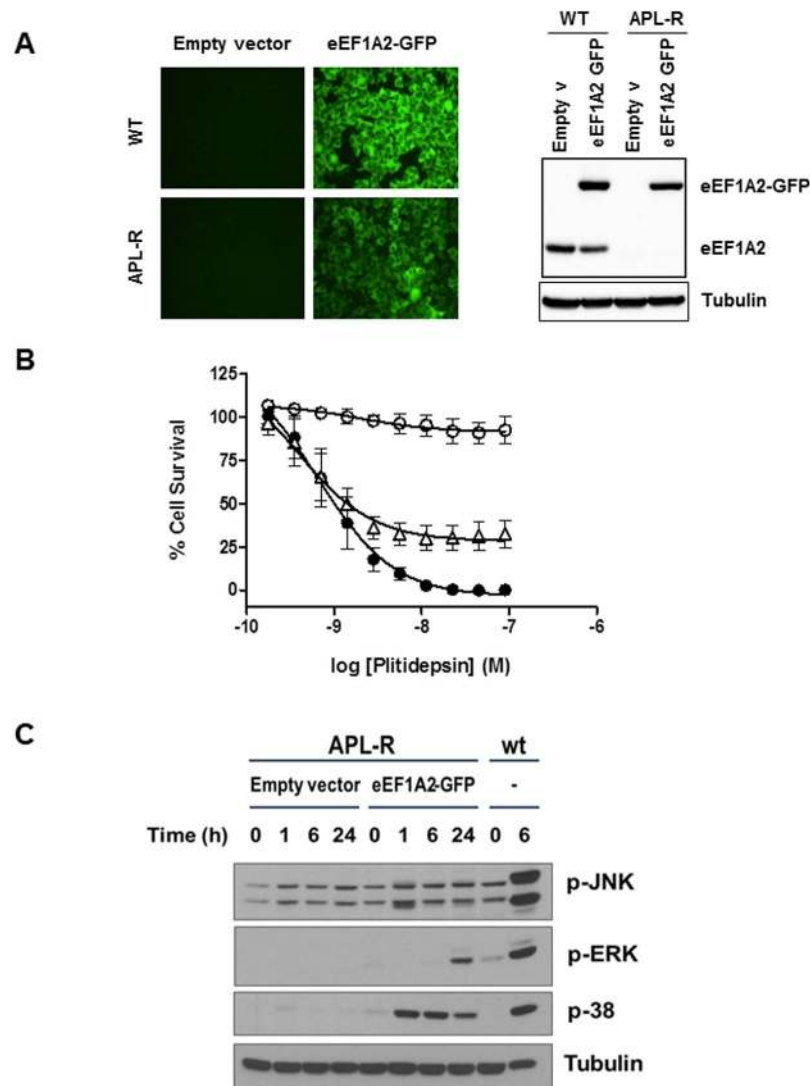 A
Empty vector eEF1A2-GFP
WT
APL-R
WT APL-R
Empty v
eEF1A2 GFP
Empty v
eEF1A2 GFP
eEF1A2-GFP
eEF1A2
Tubulin
B
% Cell Survival
125
100
75
50
25
0
-10 -9 -8 -7 -6
log [Plitidepsin] (M)
C
APL-R wt
Empty vector eEF1A2-GFP -
Time (h) 0 1 6 24 0 1 6 24 0 6
p-JNK
p-ERK
p-38
Tubulin